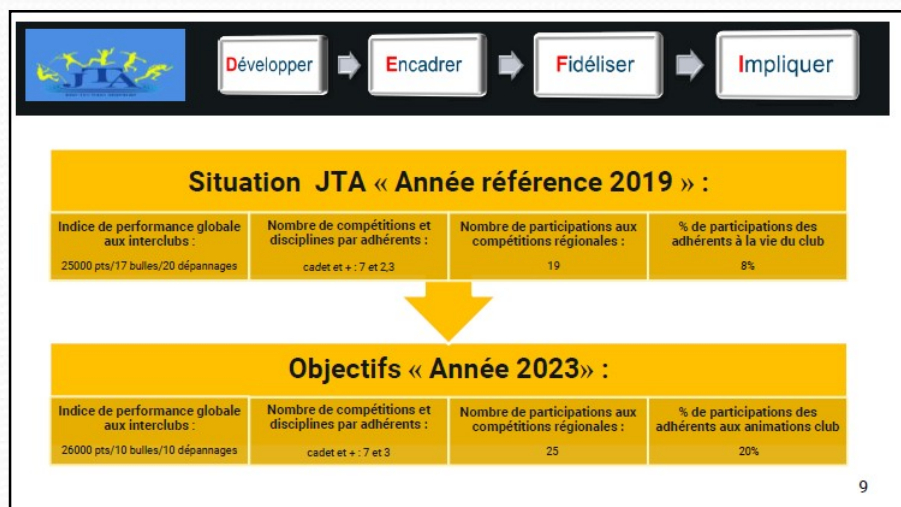 JTA
Développer
Encadrer
Fidéliser
Impliquer
Situation JTA « Année référence 2019 » :
Indice de performance globale
aux interclubs :
25000 pts/17 bulles/20 dépannages
Nombre de compétitions et
disciplines par adhérents :
cadet et + : 7 et 2,3
Nombre de participations aux
compétitions régionales :
19
% de participations des
adhérents à la vie du club
8%
Objectifs « Année 2023» :
Indice de performance globale
aux interclubs :
26000 pts/10 bulles/10 dépannages
Nombre de compétitions et
disciplines par adhérents :
cadet et + : 7 et 3
Nombre de participations aux
compétitions régionales :
25
% de participations des
adhérents aux animations club
20%
9